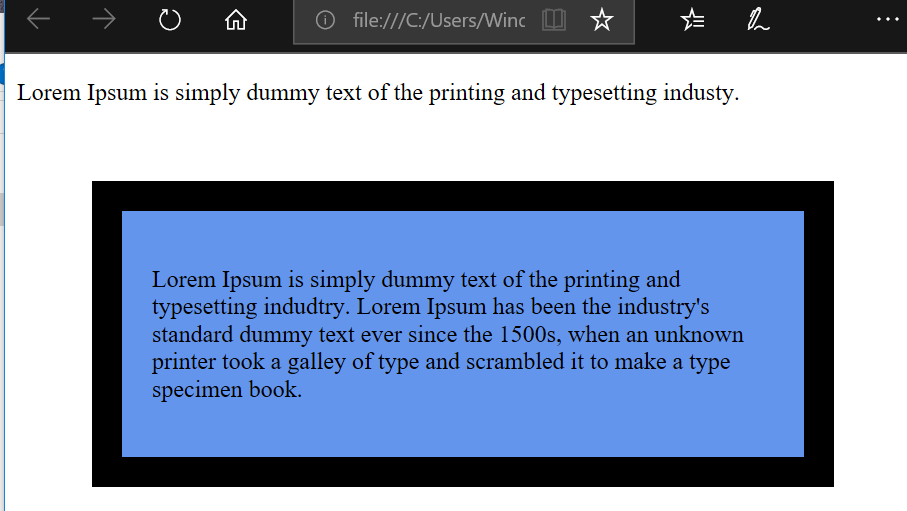 file:///C:/Users/Winc
Lorem Ipsum is simply dummy text of the printing and typesetting industy.
Lorem Ipsum is simply dummy text of the printing and
typesetting indudtry. Lorem Ipsum has been the industry's
standard dummy text ever since the 1500s, when an unknown
printer took a galley of type and scrambled it to make a type
specimen book.